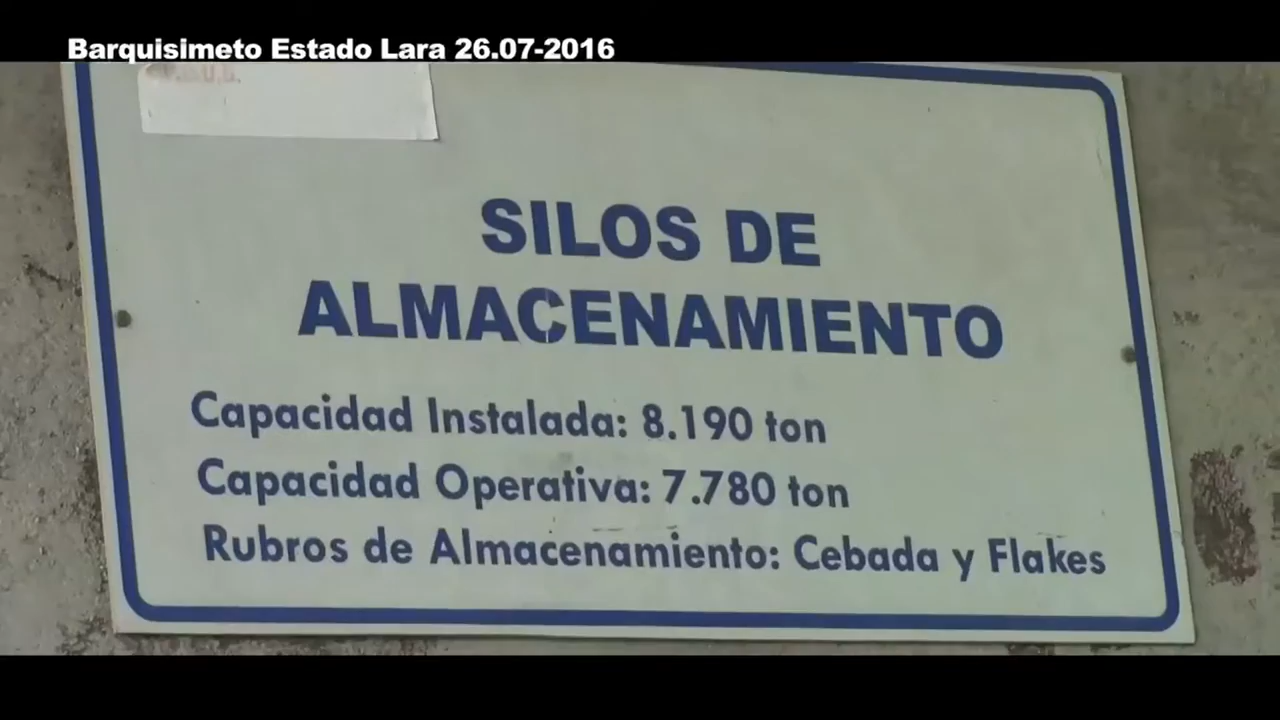 Barquisimeto Estado Lara 26.07-2016
SILOS DE
ALMACENAMIENTO
Capacidad Instalada: 8.190 ton
Capacidad Operativa: 7.780 ton
Rubros de Almacenamiento: Cebada y Flakes